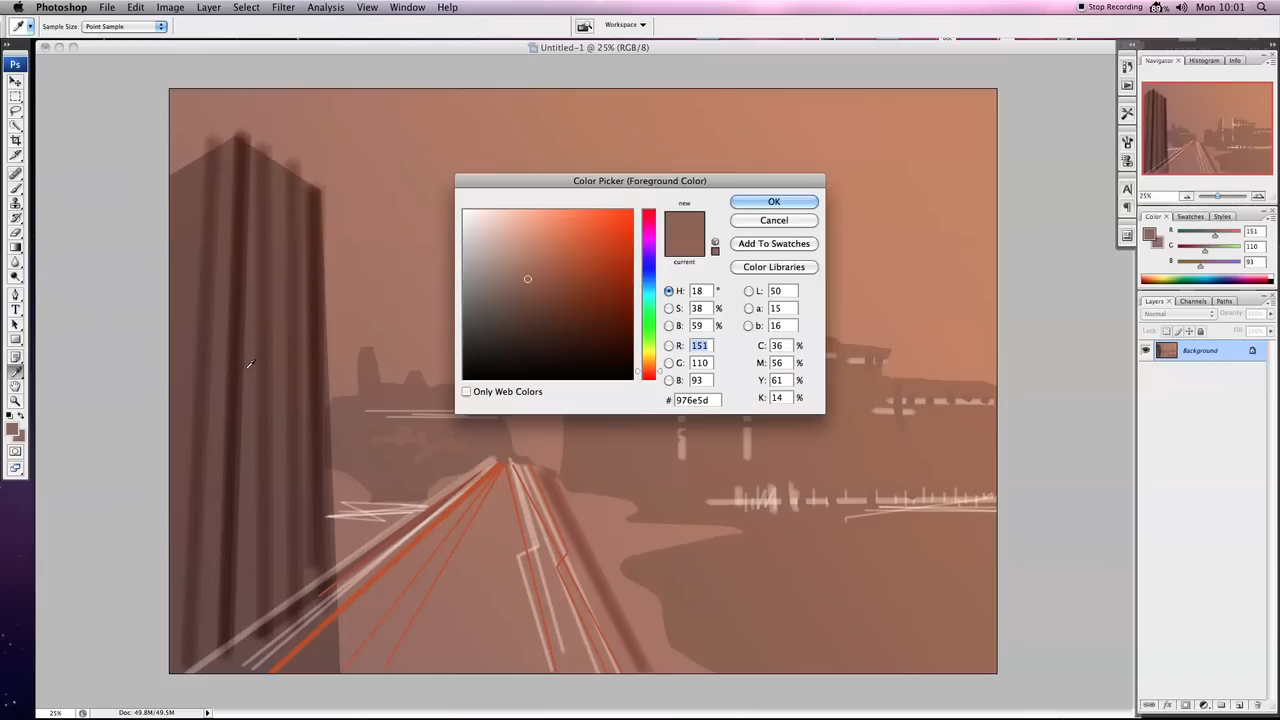 Photoshop File Edit Image Layer Select Filter Analysis View Window Help Stop Recording 89% Mon 10:01
Sample Size: Point Sample Workspace
Untitled-1 @ 25% (RGB/8)
Ps
Navigator Histogram Info
25%
Color Swatches Styles
R 151
G 110
B 93
Layers Channels Paths
Normal Opacity:
Lock: Fill:
Background
A
T
Color Picker (Foreground Color)
new
current
OK
Cancel
Add To Swatches
Color Libraries
H: 18 ° L: 50
S: 38 % a: 15
B: 59 % b: 16
R: 151 C: 36 %
G: 110 M: 56 %
B: 93 Y: 61 %
# 976e5d K: 14 %
Only Web Colors
25% Doc: 49.8M/49.5M